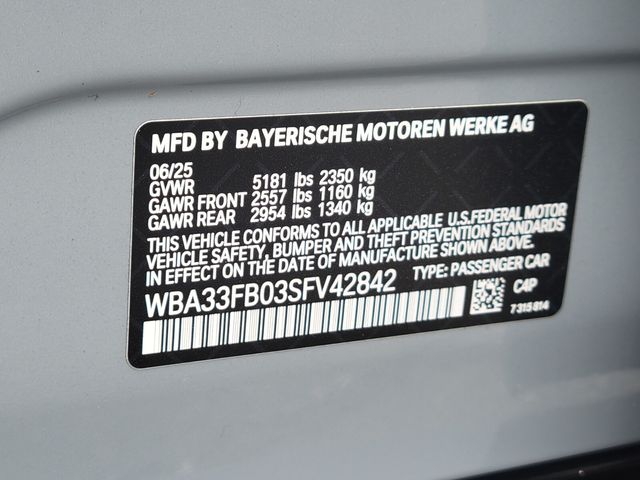 MFD BY BAYERISCHE MOTOREN WERKE AG
06/25
GVWR 5181 lbs 2350 kg
GAWR FRONT 2557 lbs 1160 kg
GAWR REAR 2954 lbs 1340 kg
THIS VEHICLE CONFORMS TO ALL APPLICABLE U.S.FEDERAL MOTOR
VEHICLE SAFETY, BUMPER AND THEFT PREVENTION STANDARDS
IN EFFECT ON THE DATE OF MANUFACTURE SHOWN ABOVE.
WBA33FB03SFV42842 TYPE: PASSENGER CAR
C4P
7315814